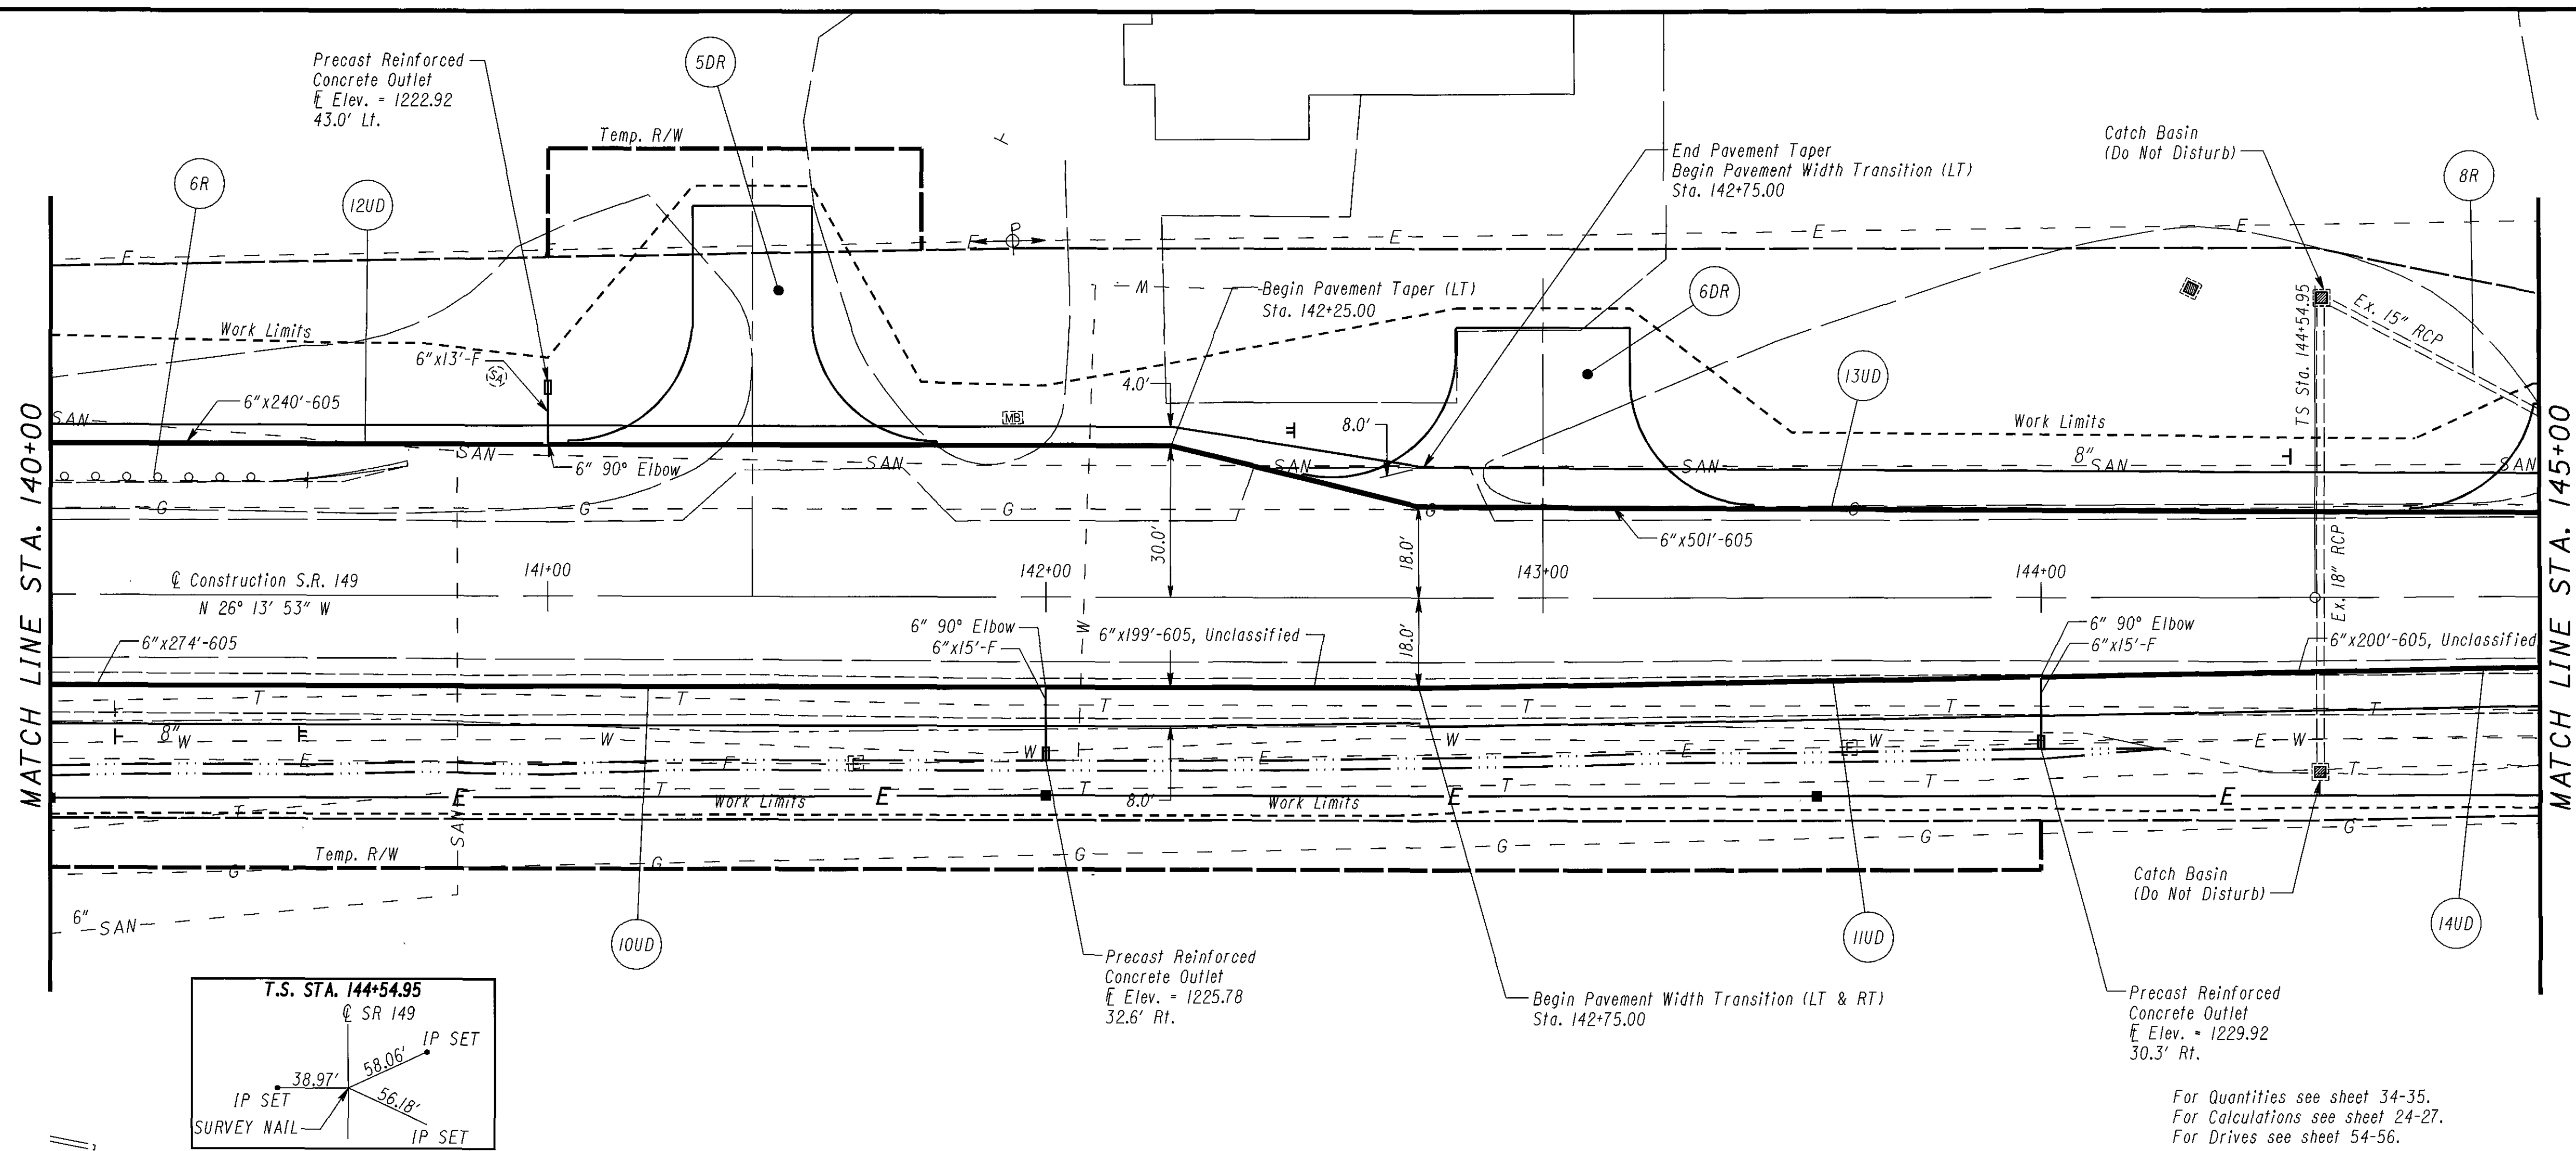 Precast Reinforced
Concrete Outlet
℄ Elev. = 1222.92
43.0' Lt.
5DR
Temp. R/W
6R
12UD
End Pavement Taper
Begin Pavement Width Transition (LT)
Sta. 142+75.00
Catch Basin
(Do Not Disturb)
8R
E
E
P
E
E
E
W
Begin Pavement Taper (LT)
Sta. 142+25.00
6DR
TS Sta. 144+54.95
Ex. 15" RCP
Work Limits
6"x13'-F
SA
6"x240'-605
4.0'
13UD
MB
8.0'
Work Limits
SAN
SAN
SAN
SAN
SAN
8"
SAN
SAN
6" 90° Elbow
G
G
G
G
G
6"x501'-605
30.0'
18.0'
Ex. 18" RCP
MATCH LINE STA. 140+00
MATCH LINE STA. 145+00
℄ Construction S.R. 149
N 26° 13' 53" W
141+00
142+00
143+00
144+00
6"x274'-605
6" 90° Elbow
6"x15'-F
W
6"x199'-605, Unclassified
18.0'
6" 90° Elbow
6"x15'-F
6"x200'-605, Unclassified
T
T
T
T
T
T
8"
W
W
W
W
W
E
W
E
E
E
E
E
E
T
T
T
T
T
E
Work Limits
E
8.0'
Work Limits
E
E
SAN
Temp. R/W
G
G
G
G
G
G
6"
SAN
10UD
11UD
14UD
Catch Basin
(Do Not Disturb)
Precast Reinforced
Concrete Outlet
℄ Elev. = 1225.78
32.6' Rt.
Begin Pavement Width Transition (LT & RT)
Sta. 142+75.00
Precast Reinforced
Concrete Outlet
℄ Elev. = 1229.92
30.3' Rt.
T.S. STA. 144+54.95
℄ SR 149
IP SET
58.06'
38.97'
IP SET
56.18'
SURVEY NAIL
IP SET
For Quantities see sheet 34-35.
For Calculations see sheet 24-27.
For Drives see sheet 54-56.